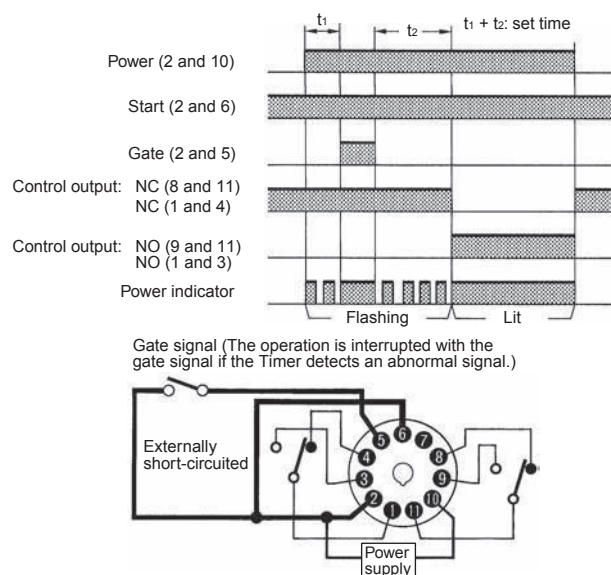 t₁
t₂
t₁ + t₂: set time
Power (2 and 10)
Start (2 and 6)
Gate (2 and 5)
Control output: NC (8 and 11)
NC (1 and 4)
Control output: NO (9 and 11)
NO (1 and 3)
Power indicator
Flashing
Lit
Gate signal (The operation is interrupted with the
gate signal if the Timer detects an abnormal signal.)
Externally
short-circuited
5
6
7
4
8
3
9
2
10
1
11
Power
supply